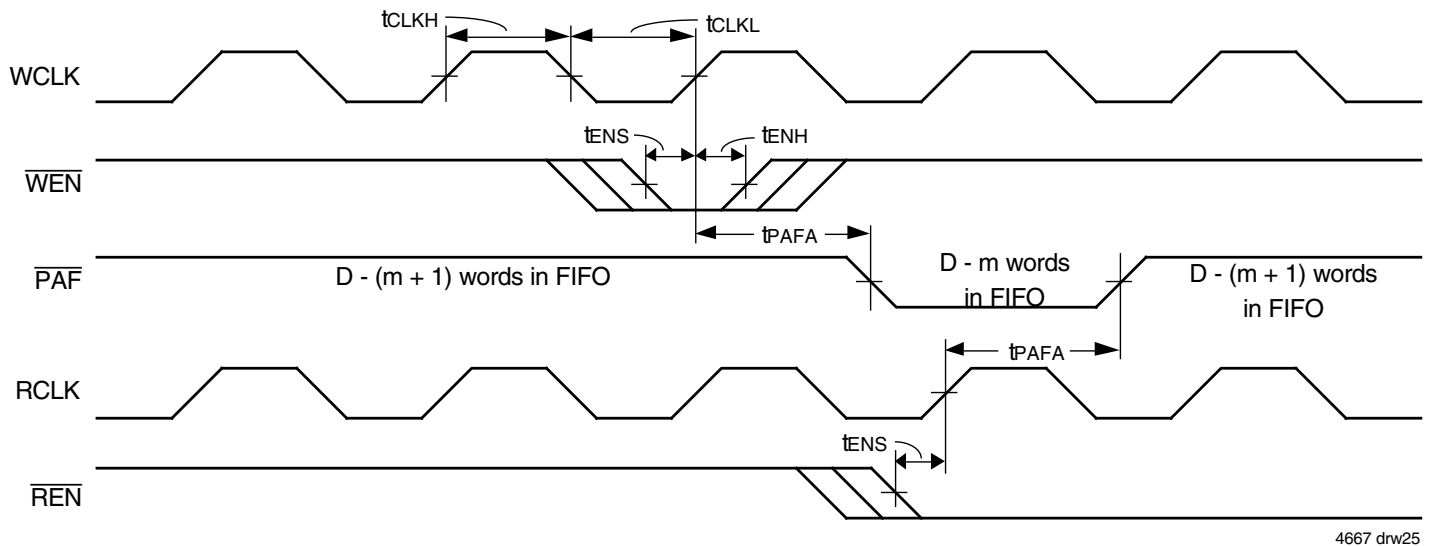 tCLKH
tCLKL
WCLK
tENS
tENH
WEN
tPAFA
PAF
D - (m + 1) words in FIFO
D - m words
in FIFO
D - (m + 1) words
in FIFO
tPAFA
RCLK
tENS
REN
4667 drw25